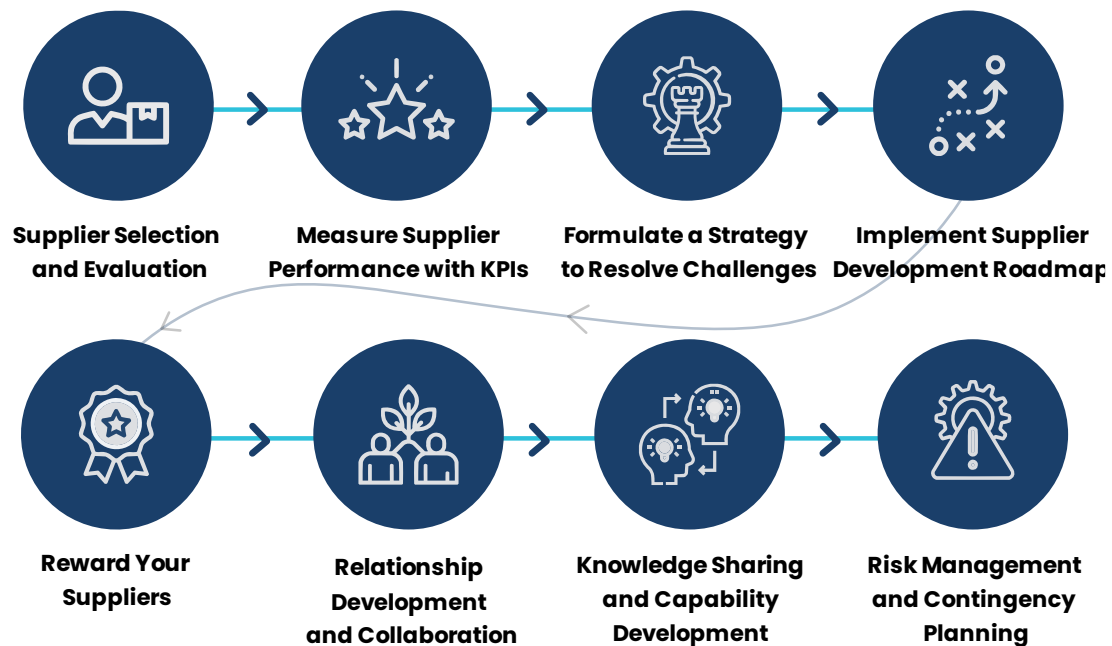 Supplier Selection
and Evaluation
Measure Supplier
Performance with KPIs
Formulate a Strategy
to Resolve Challenges
Implement Supplier
Development Roadmap
Reward Your
Suppliers
Relationship
Development
and Collaboration
Knowledge Sharing
and Capability
Development
Risk Management
and Contingency
Planning